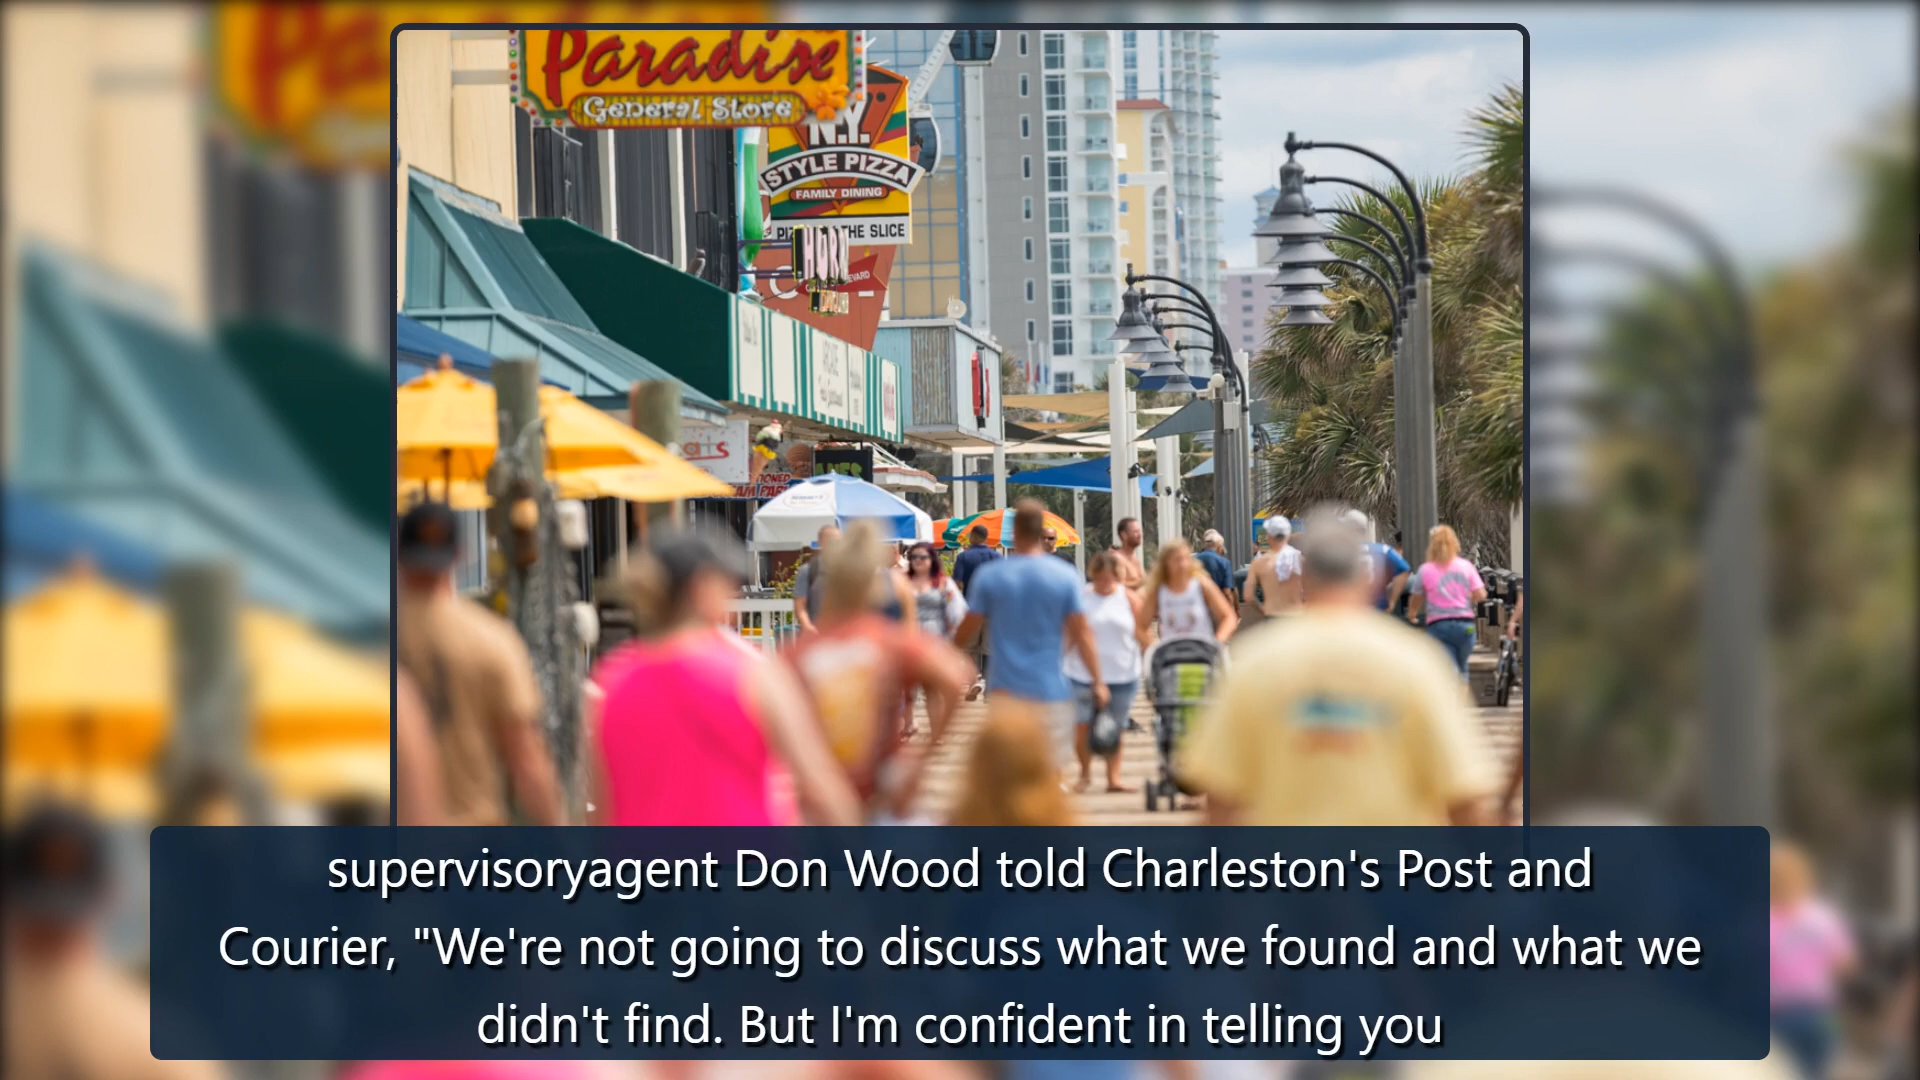 Paradise
General Store
N.Y.
STYLE PIZZA
FAMILY DINING
THE SLICE
supervisoryagent Don Wood told Charleston's Post and
Courier, "We're not going to discuss what we found and what we
didn't find. But I'm confident in telling you